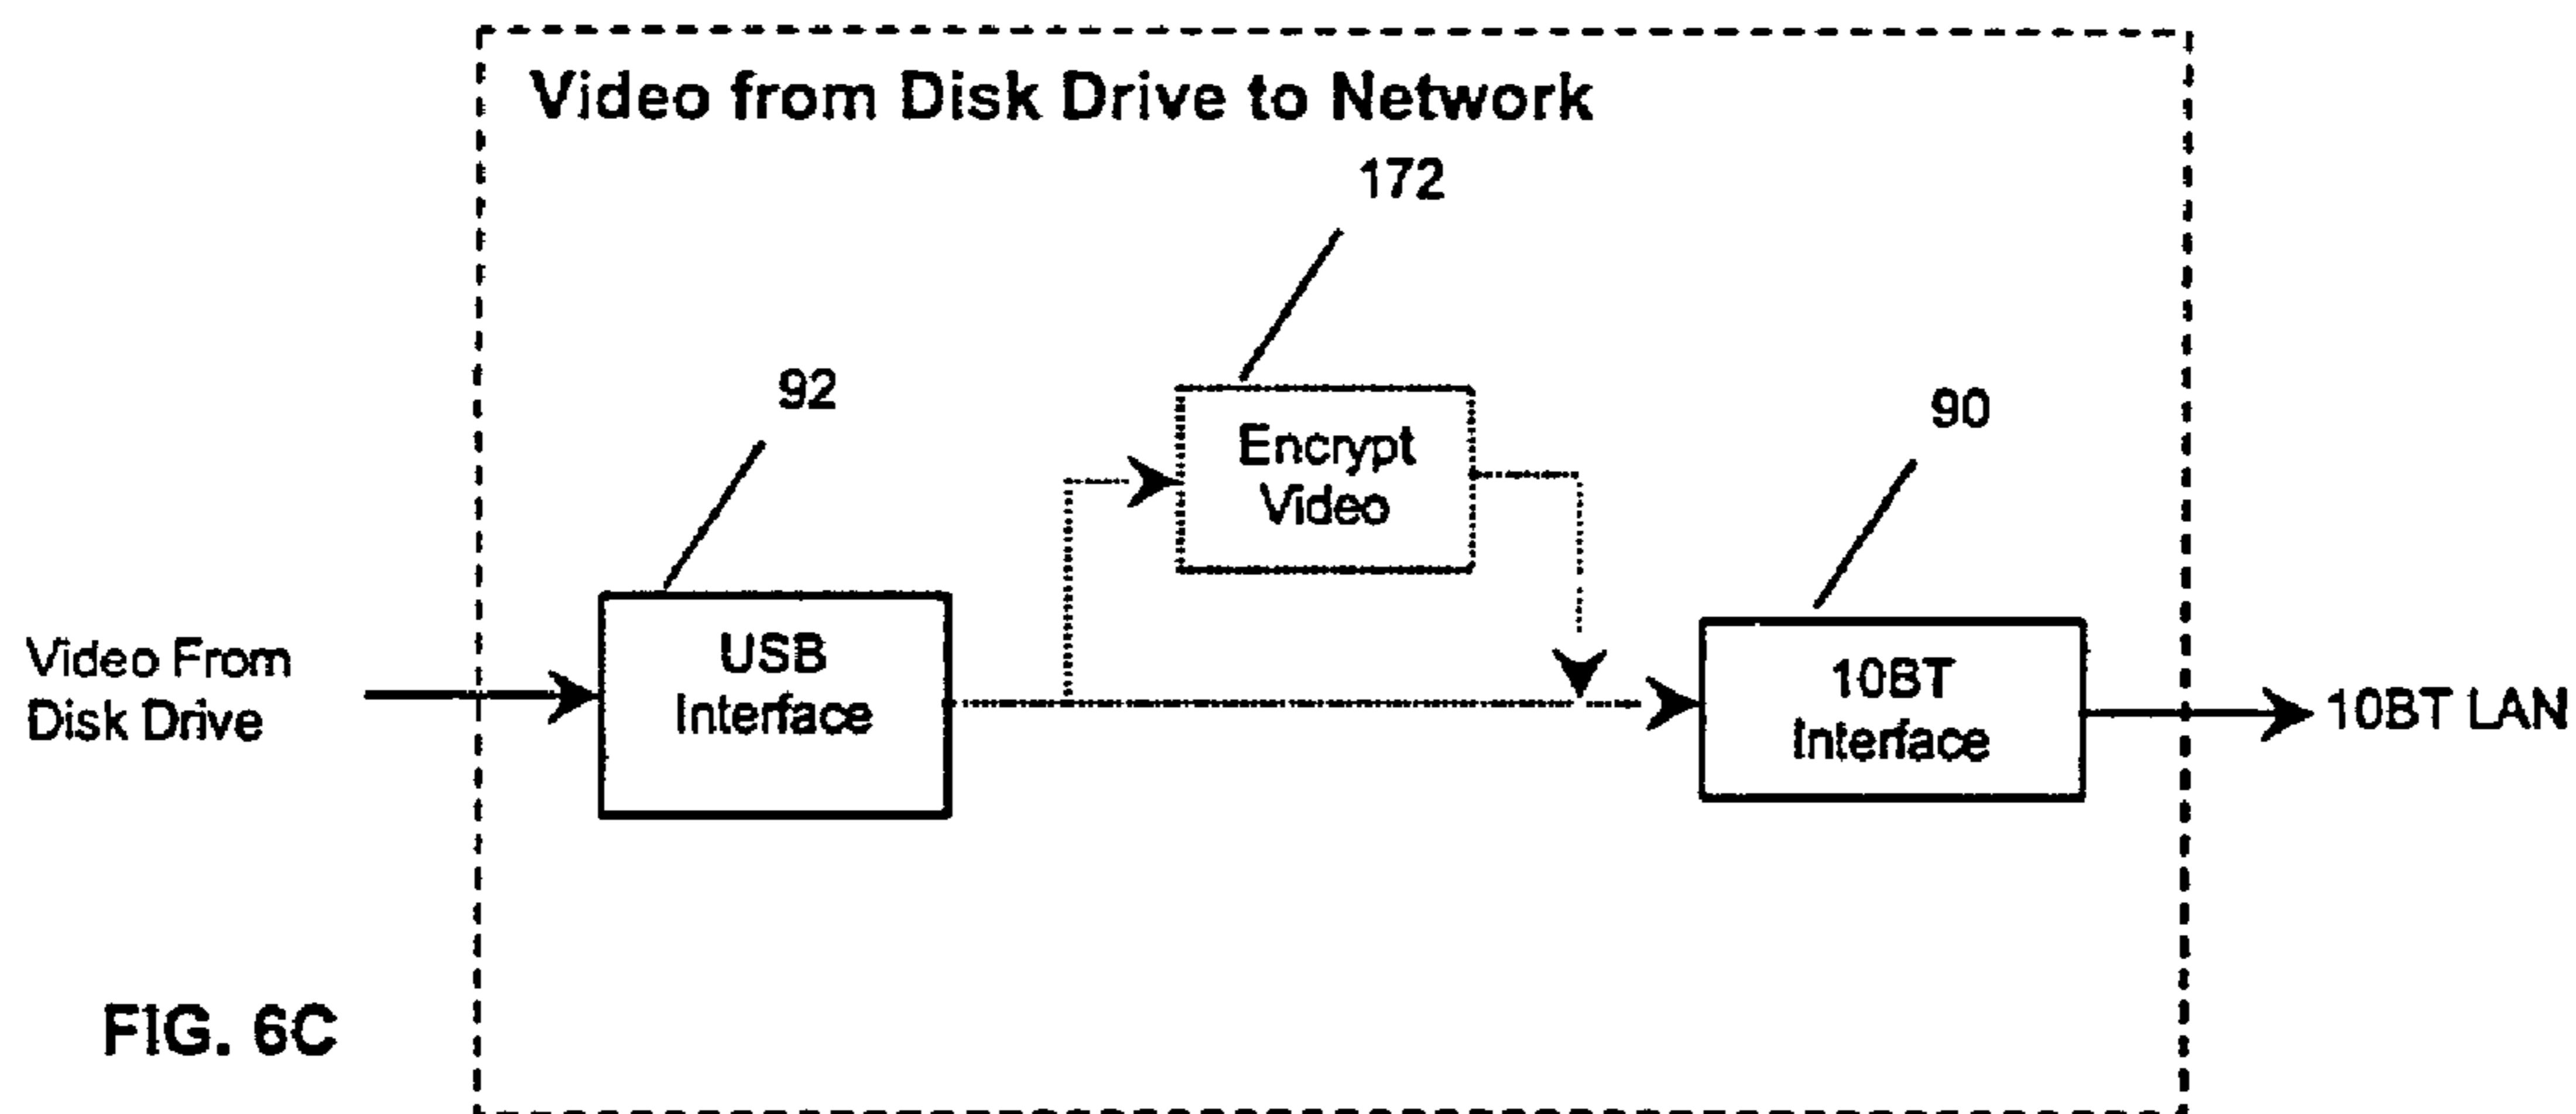 Video from Disk Drive to Network
172
92
90
Encrypt
Video
Video From
Disk Drive
USB
Interface
10BT
Interface
10BT LAN
FIG. 6C